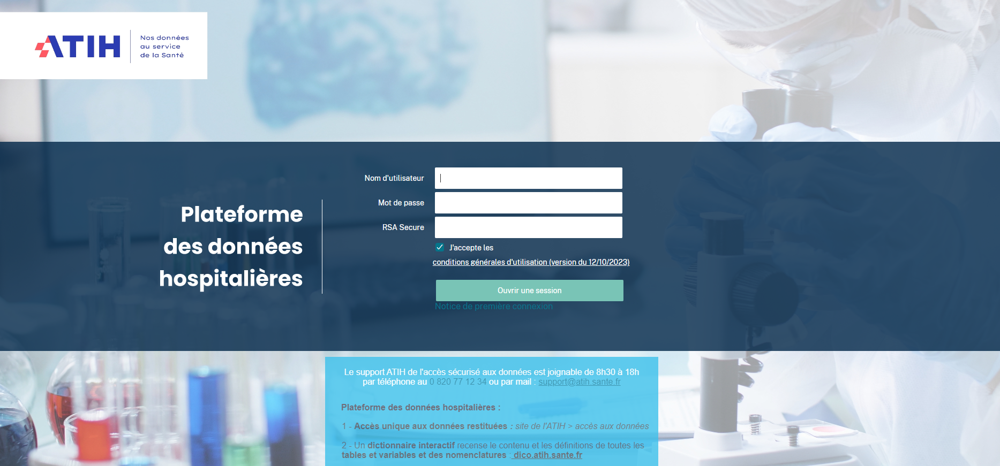 ATIH
Nos données
au service
de la Santé
Plateforme
des données
hospitalières
Nom d'utilisateur
Mot de passe
RSA Secure
J'accepte les
conditions générales d'utilisation (version du 12/10/2023)
Ouvrir une session
Notice de première connexion
Le support ATIH de l'accès sécurisé aux données est joignable de 8h30 à 18h
par téléphone au 0 820 77 12 34 ou par mail : support@atih.sante.fr
Plateforme des données hospitalières :
1 - Accès unique aux données restituées : site de l'ATIH > accès aux données
2 - Un dictionnaire interactif recense le contenu et les définitions de toutes les
tables et variables et des nomenclatures : dico.atih.sante.fr